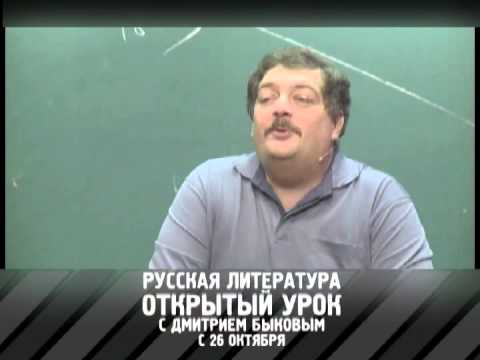 РУССКАЯ ЛИТЕРАТУРА
ОТКРЫТЫЙ УРОК
С ДМИТРИЕМ БЫКОВЫМ
С 26 ОКТЯБРЯ